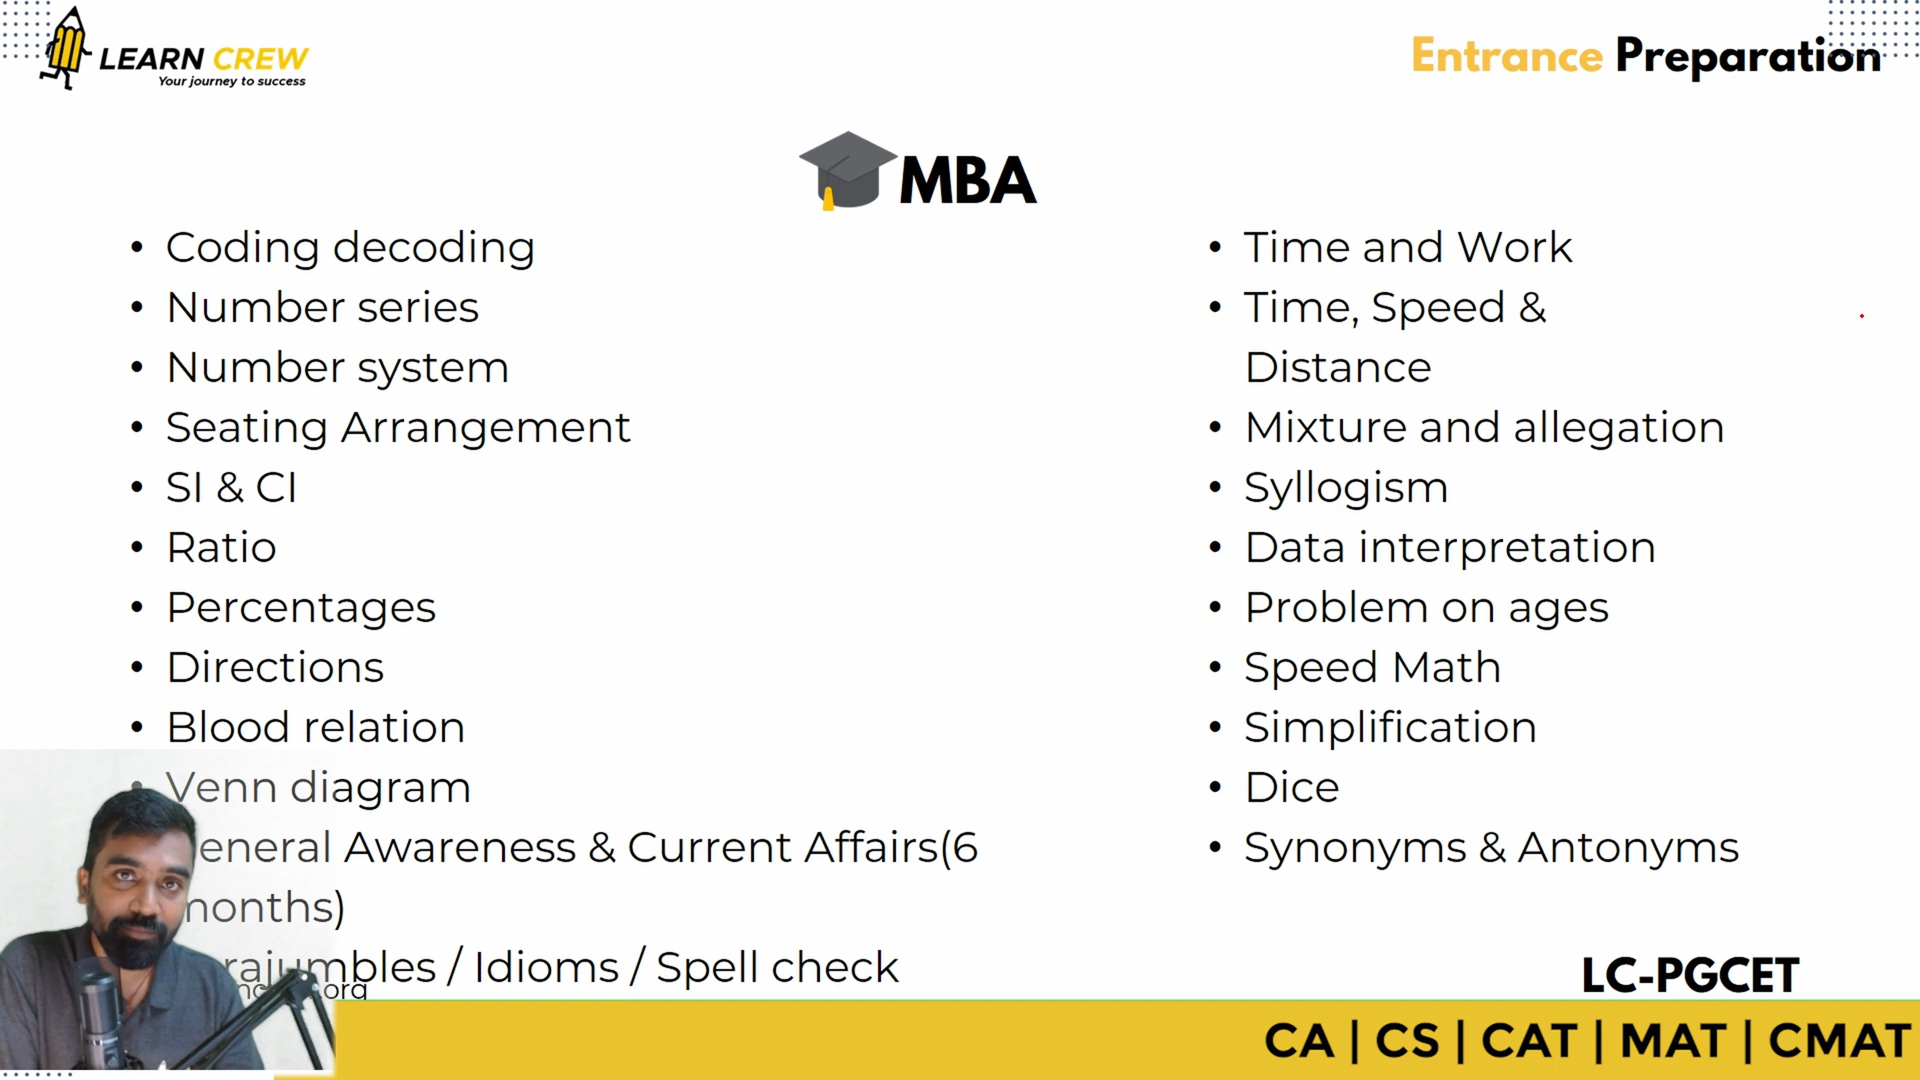 LEARN CREW
Your journey to success
Entrance Preparation
MBA
• Coding decoding
• Number series
• Number system
• Seating Arrangement
• SI & CI
• Ratio
• Percentages
• Directions
• Blood relation
• Venn diagram
Awareness & Current Affairs(6
/ Idioms / Spell check
• Time and Work
• Time, Speed &
Distance
• Mixture and allegation
• Syllogism
• Data interpretation
• Problem on ages
• Speed Math
• Simplification
• Dice
• Synonyms & Antonyms
LC-PGCET
CA | CS | CAT | MAT | CMAT